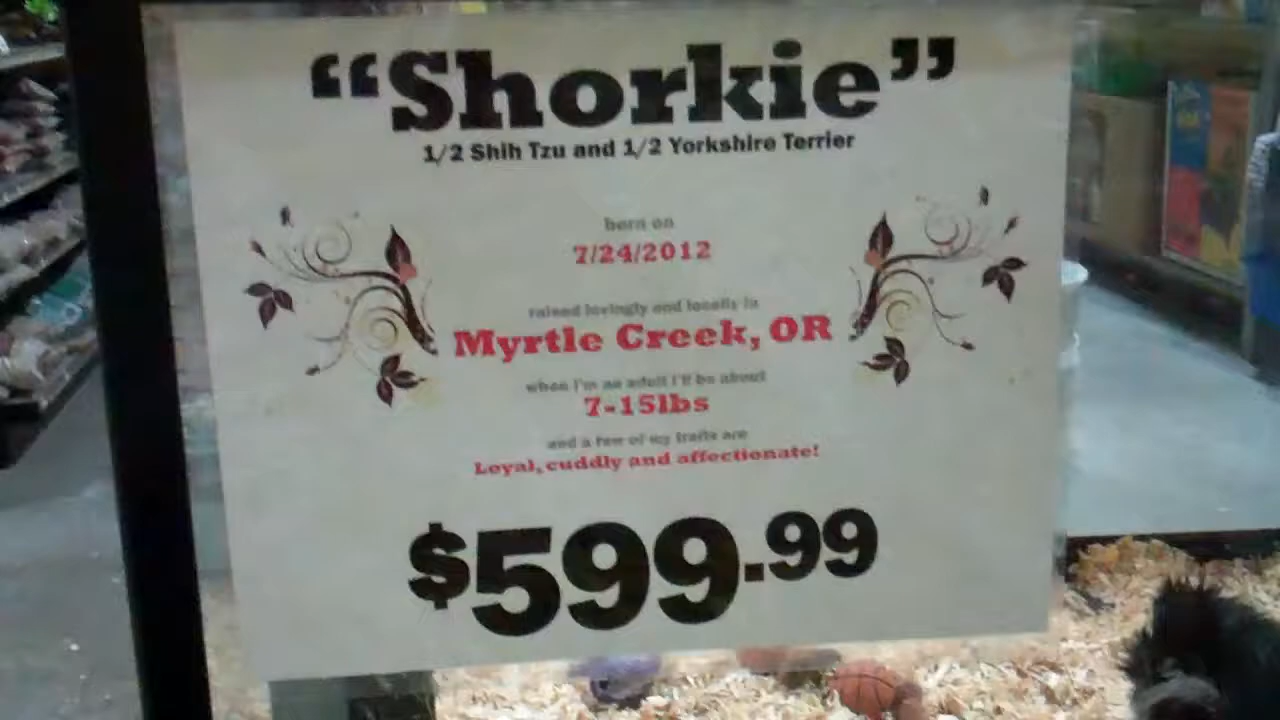 “Shorkie”
1/2 Shih Tzu and 1/2 Yorkshire Terrier
born on
7/24/2012
raised lovingly and locally in
Myrtle Creek, OR
when I'm an adult I'll be about
7-15lbs
and a few of my traits are
Loyal, cuddly and affectionate!
$599.99